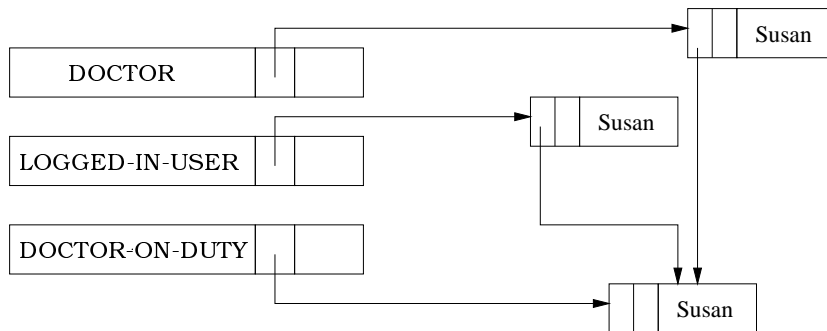 Susan
DOCTOR
Susan
LOGGED-IN-USER
DOCTOR-ON-DUTY
Susan